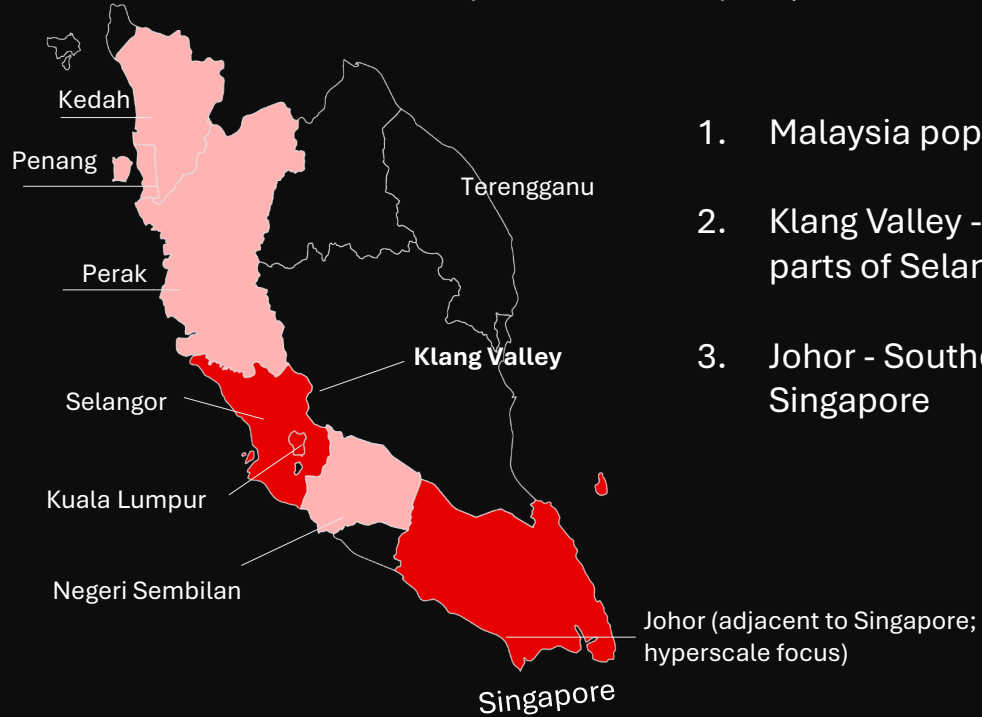 Kedah
Penang
Terengganu
Perak
Klang Valley
Selangor
Kuala Lumpur
Negeri Sembilan
Johor (adjacent to Singapore;
hyperscale focus)
Singapore
1. Malaysia pop
2. Klang Valley -
parts of Selan
3. Johor - Southe
Singapore